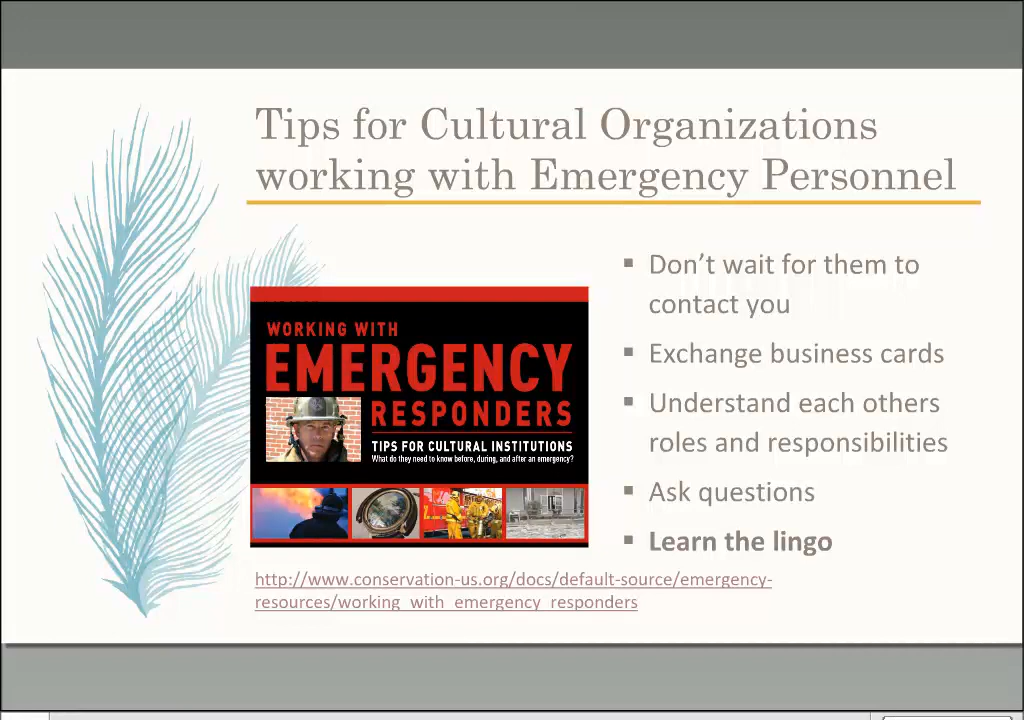 Tips for Cultural Organizations
working with Emergency Personnel
WORKING WITH
EMERGENCY
RESPONDERS
TIPS FOR CULTURAL INSTITUTIONS
What do they need to know before, during, and after an emergency?
▪ Don’t wait for them to
contact you
▪ Exchange business cards
▪ Understand each others
roles and responsibilities
▪ Ask questions
▪ Learn the lingo
http://www.conservation-us.org/docs/default-source/emergency-
resources/working_with_emergency_responders